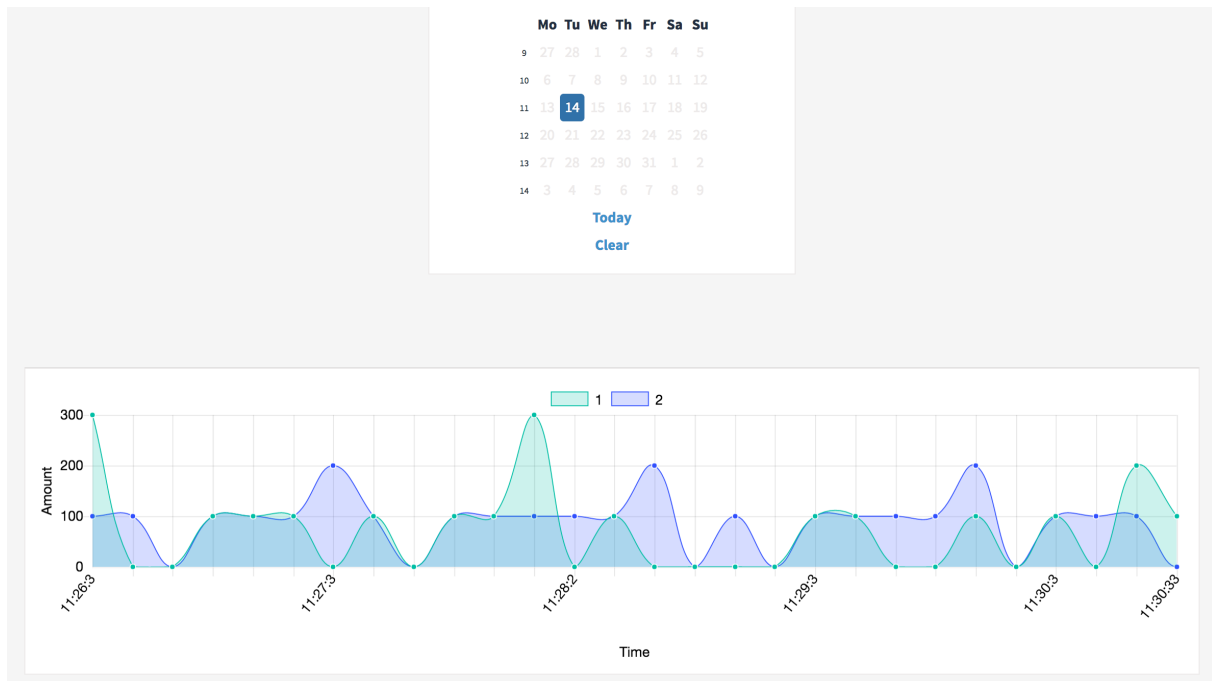 Mo Tu We Th Fr Sa Su
9 27 28 1 2 3 4 5
10 6 7 8 9 10 11 12
11 13 14 15 16 17 18 19
12 20 21 22 23 24 25 26
13 27 28 29 30 31 1 2
14 3 4 5 6 7 8 9
Today
Clear
1 2
300
200
100
0
Amount
11:26:3 11:27:3 11:28:2 11:29:3 11:30:3 11:30:33
Time